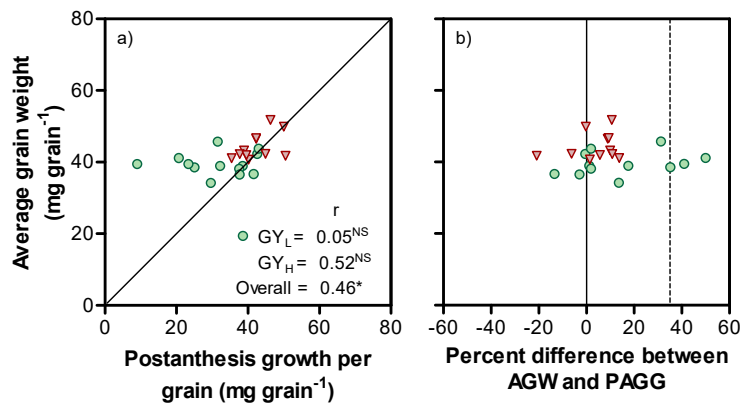 a)
b)
Average grain weight
(mg grain⁻¹)
80
60
40
20
0
r
GY_L = 0.05^NS
GY_H = 0.52^NS
Overall = 0.46*
0 20 40 60 80
-60 -40 -20 0 20 40 60
Postanthesis growth per
grain (mg grain⁻¹)
Percent difference between
AGW and PAGG